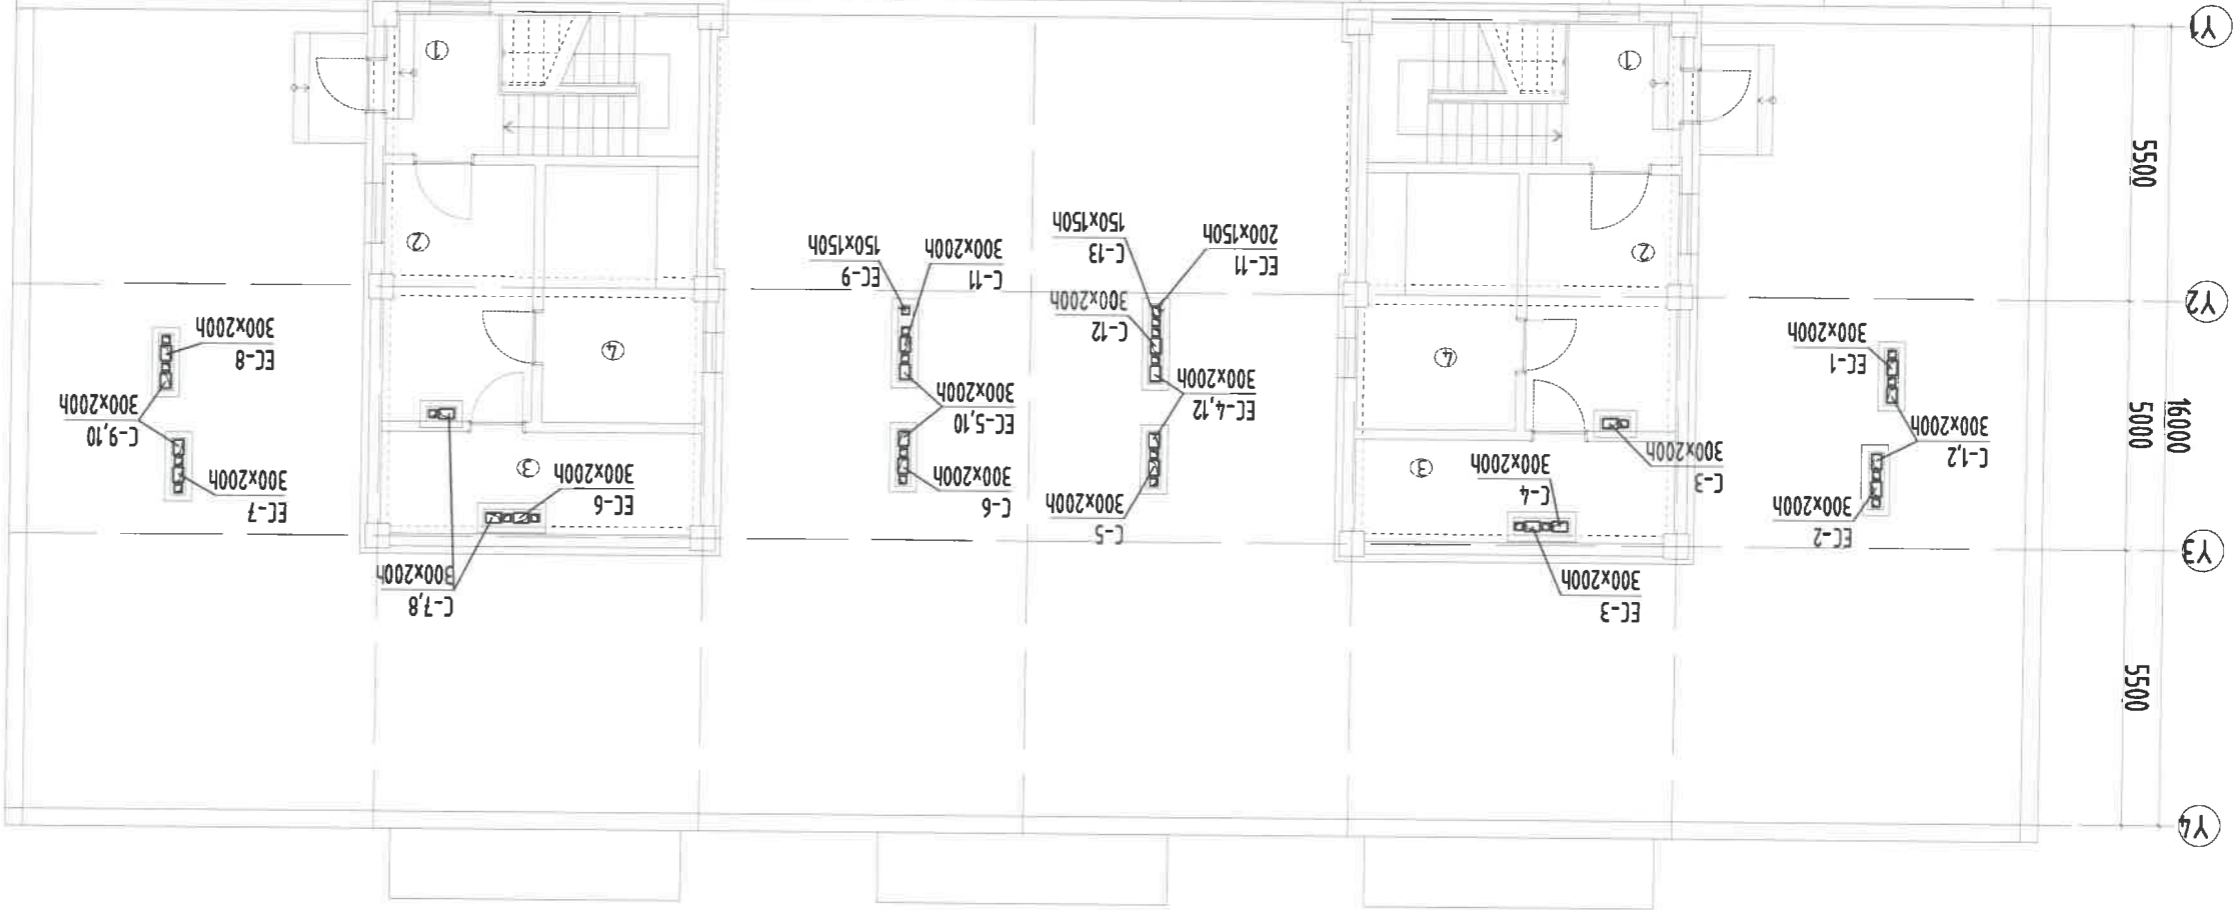 Y4
5500
EC-3
300x200h
C-7,8
300x200h
Y3
EC-2
300x200h
C-5
300x200h
C-6
300x200h
EC-7
300x200h
C-4
300x200h
C-3
300x200h
3
EC-6
300x200h
3
16000
5000
C-1,2
300x200h
EC-4,12
300x200h
EC-5,10
300x200h
C-9,10
300x200h
EC-1
300x200h
4
C-12
300x200h
4
EC-8
300x200h
Y2
2
EC-11
200x150h
C-13
150x150h
C-11
300x200h
EC-9
150x150h
2
5500
1
1
Y1